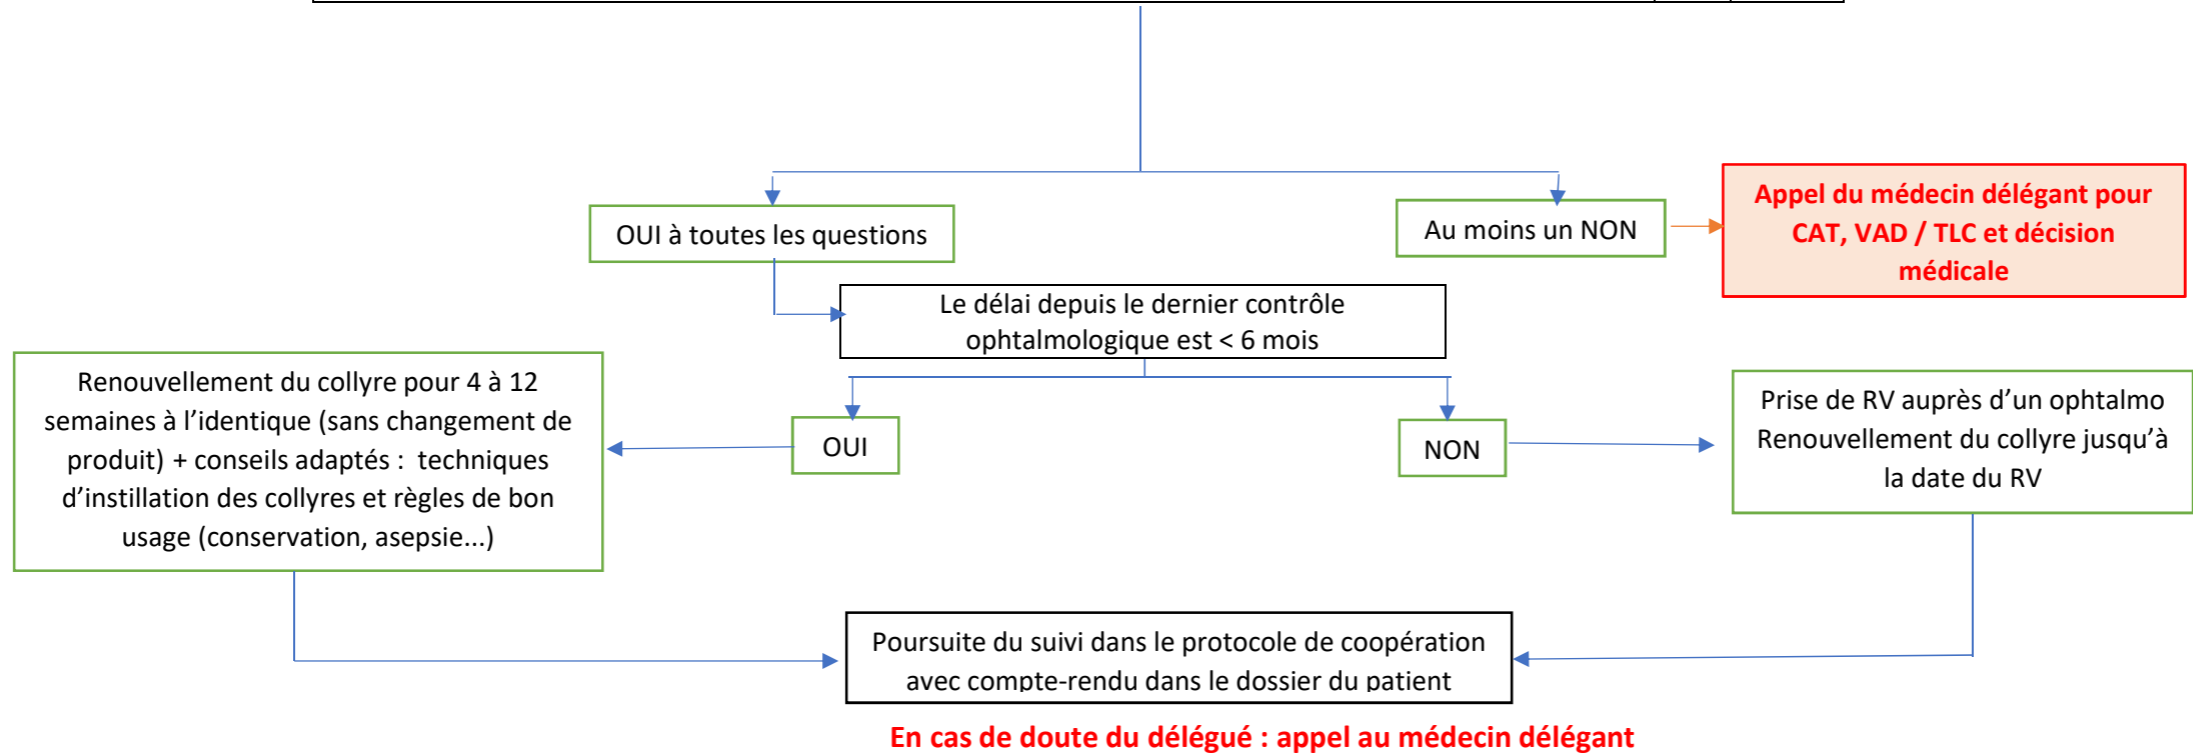 OUI à toutes les questions
Au moins un NON
Appel du médecin délégant pour
CAT, VAD / TLC et décision
médicale
Le délai depuis le dernier contrôle
ophtalmologique est < 6 mois
Renouvellement du collyre pour 4 à 12
semaines à l’identique (sans changement de
produit) + conseils adaptés : techniques
d’instillation des collyres et règles de bon
usage (conservation, asepsie...)
OUI
NON
Prise de RV auprès d’un ophtalmo
Renouvellement du collyre jusqu’à
la date du RV
Poursuite du suivi dans le protocole de coopération
avec compte-rendu dans le dossier du patient
En cas de doute du délégué : appel au médecin délégant